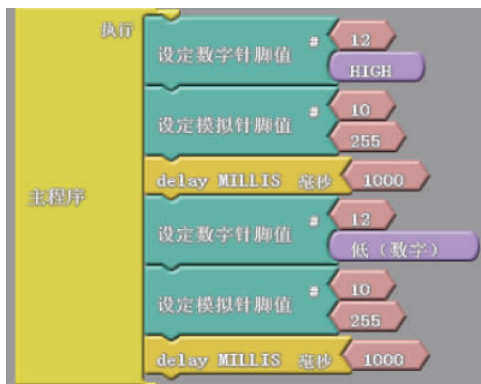 执行
设定数字针脚值 # 12
HIGH
设定模拟针脚值 # 10
255
delay MILLIS 毫秒 1000
主程序
设定数字针脚值 # 12
低（数字）
设定模拟针脚值 # 10
255
delay MILLIS 毫秒 1000